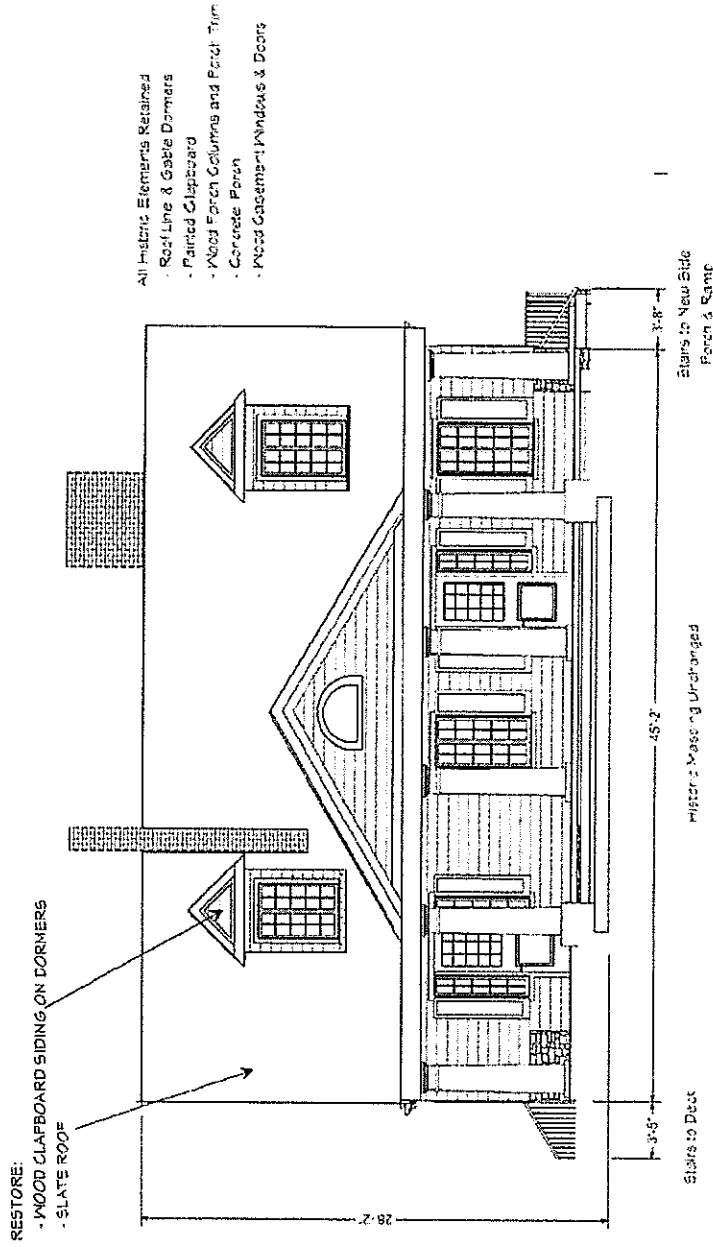 RESTORE:
- WOOD CLAPBOARD SIDING ON DORMERS
- SLATE ROOF
All Historic Elements Retained
- Roof Line & Gable Dormers
- Painted Clapboard
- Wood Porch Columns and Porch Trim
- Concrete Porch
- Wood Casement Windows & Doors
28'-2"
3'-5"
45'-2"
3'-8"
Stairs to Deck
Historic Massing Unchanged
Stairs to New Side
Porch & Ramp